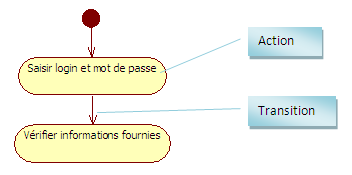 Action
Saisir login et mot de passe
Transition
Vérifier informations fournies